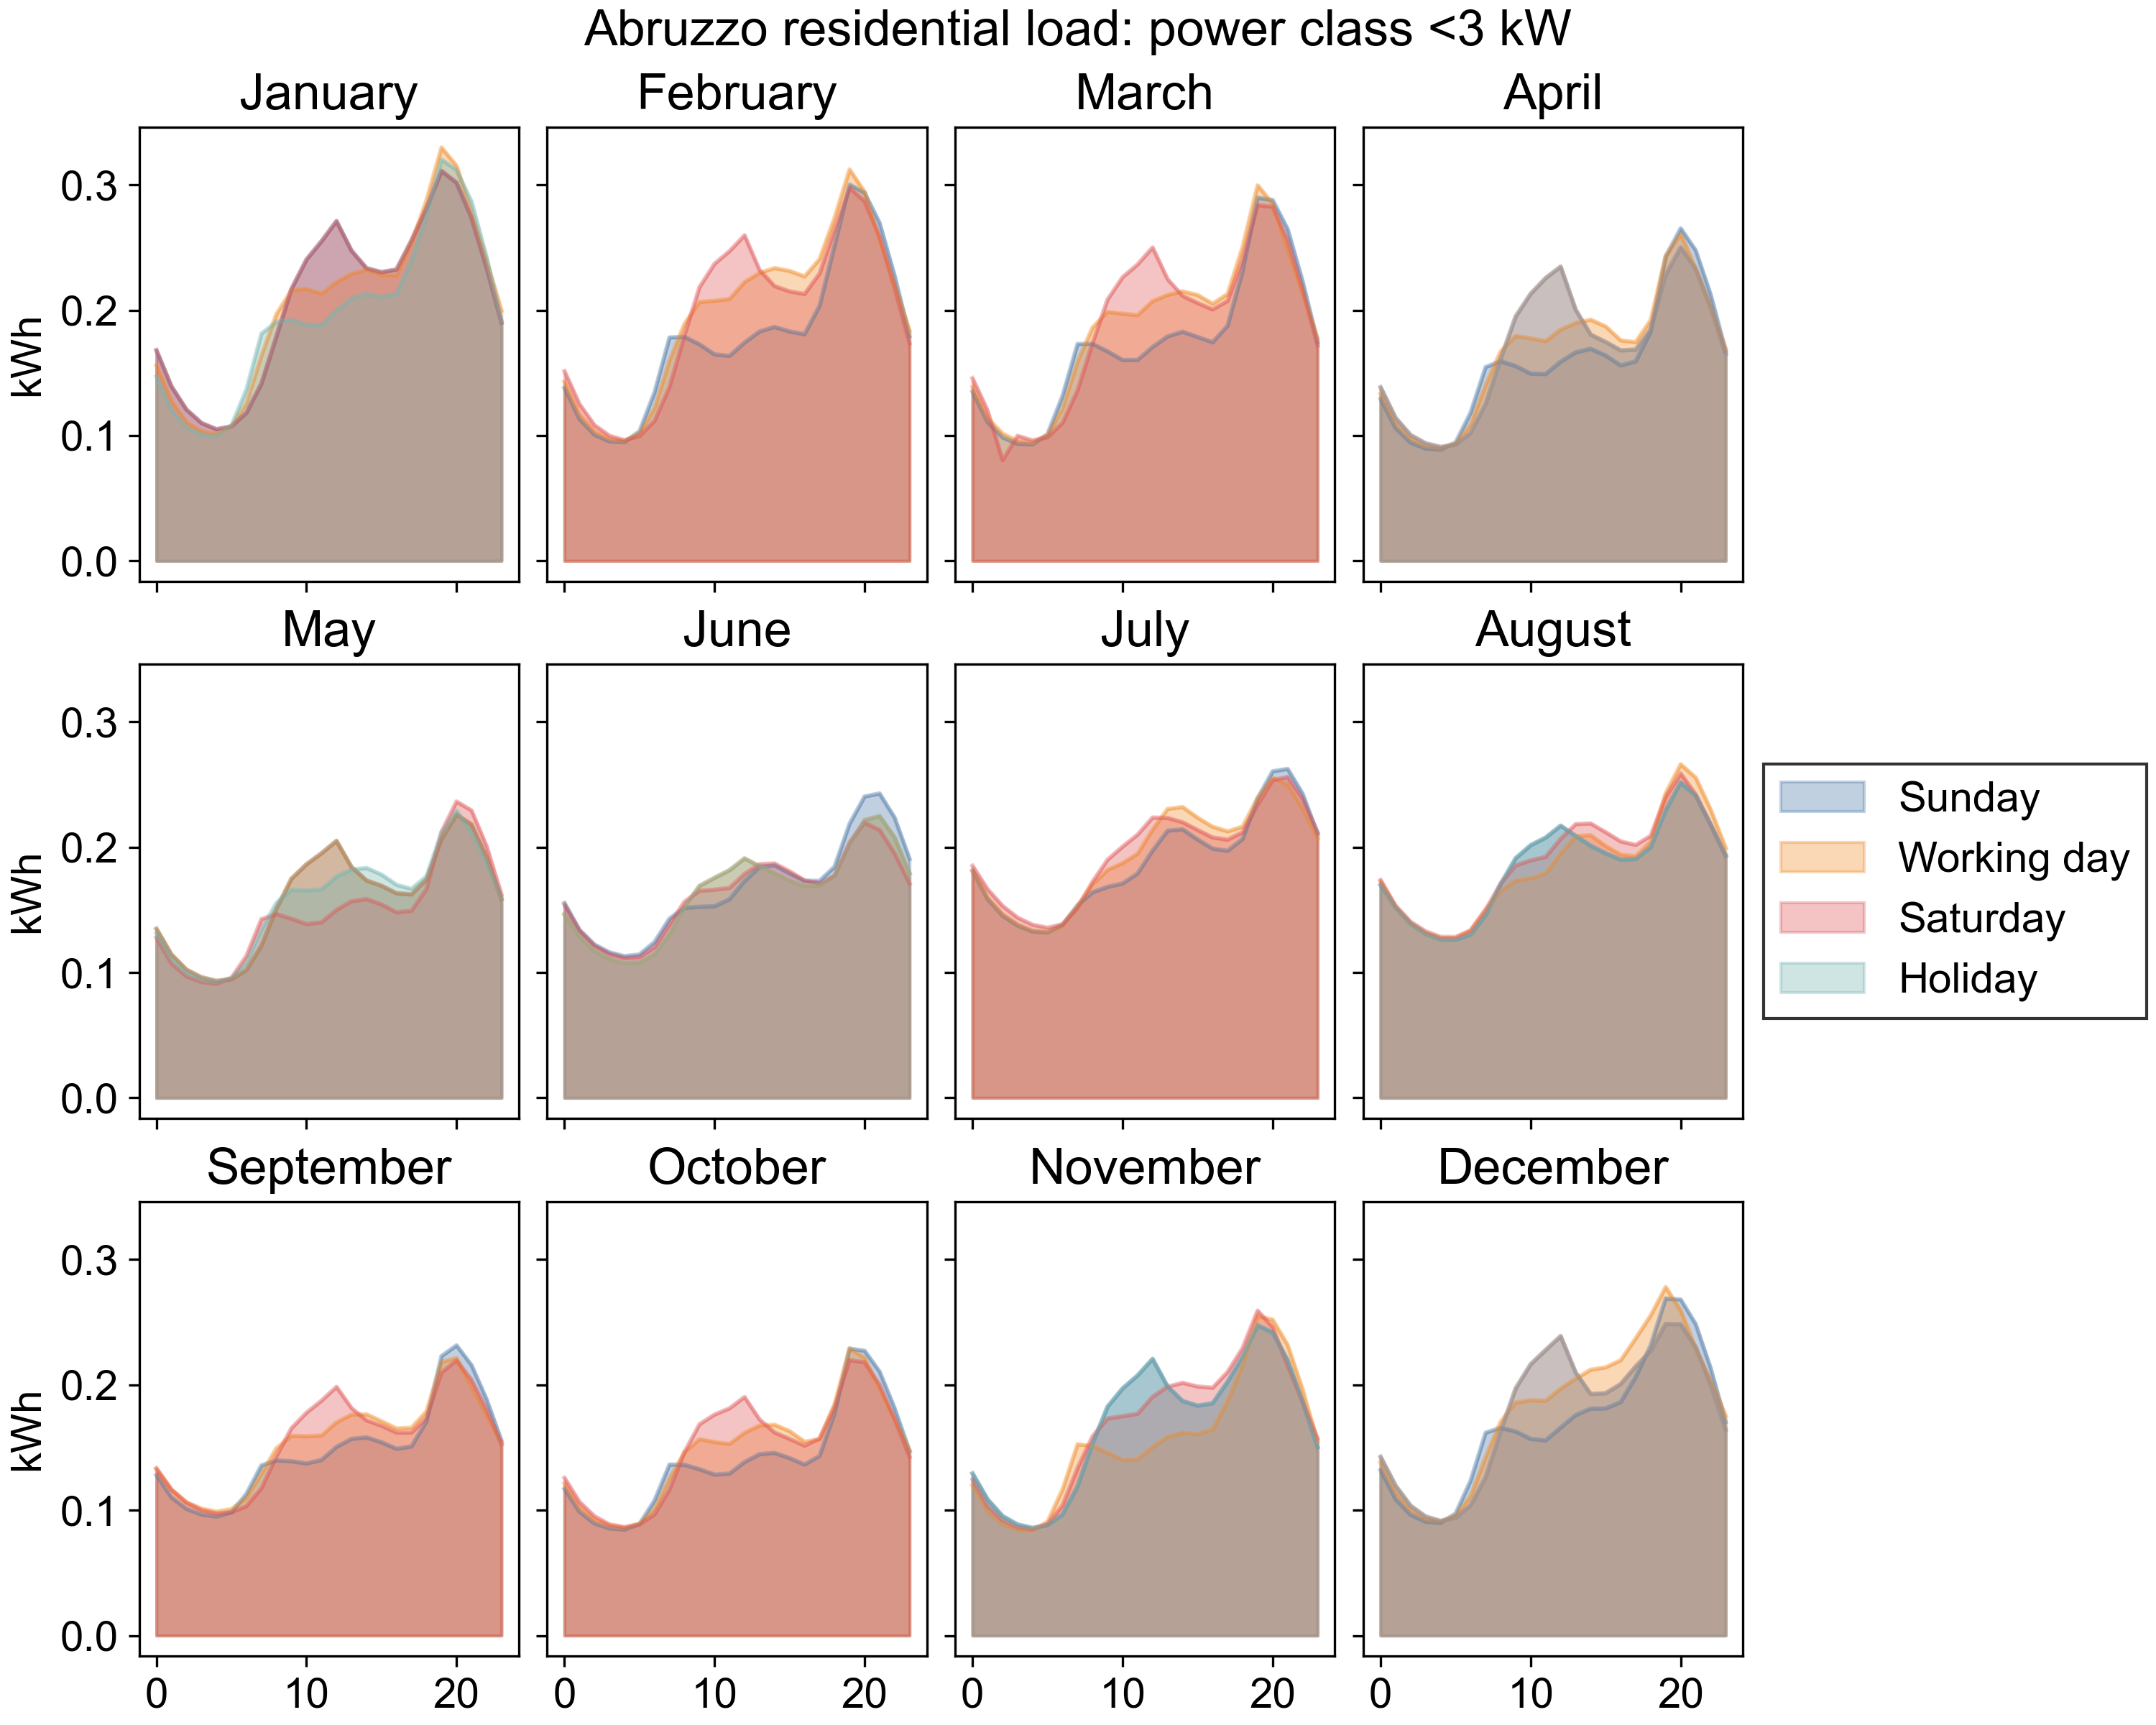 Abruzzo residential load: power class <3 kW
January
February
March
April
kWh
0.3
0.2
0.1
0.0
May
June
July
August
kWh
0.3
0.2
0.1
0.0
Sunday
Working day
Saturday
Holiday
September
October
November
December
kWh
0.3
0.2
0.1
0.0
0 10 20
0 10 20
0 10 20
0 10 20